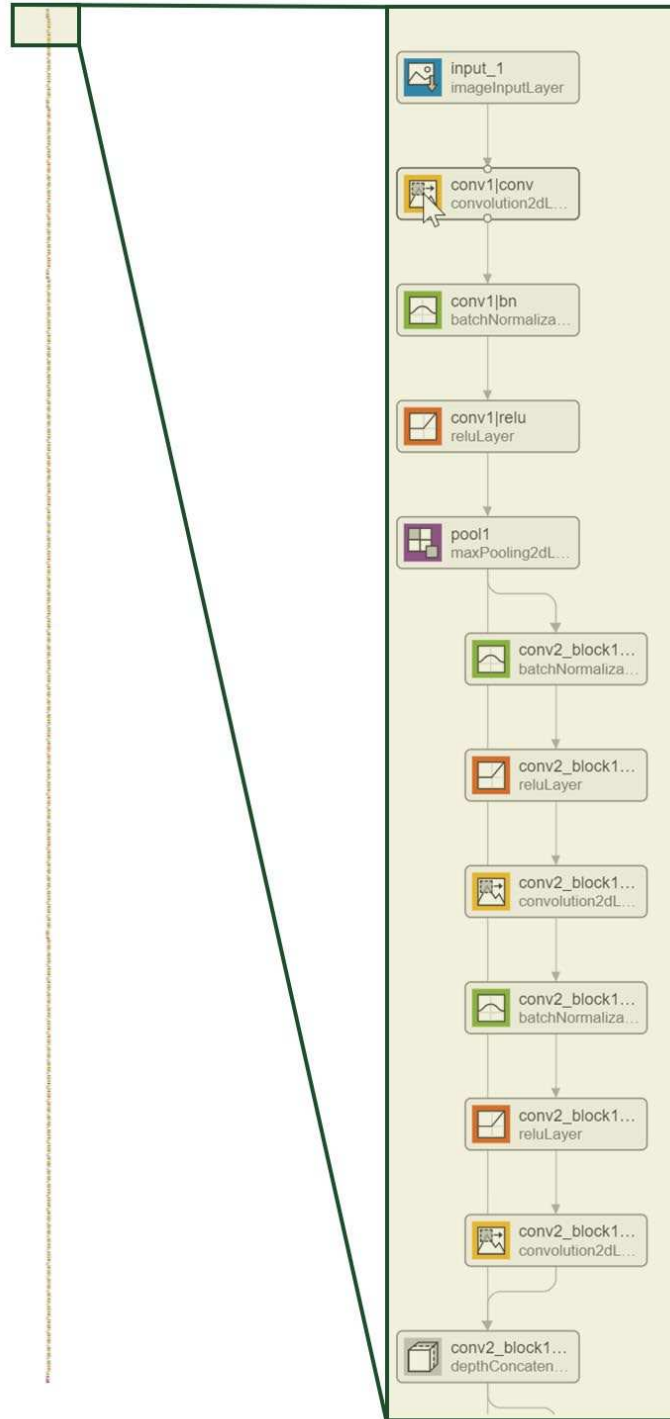 input_1
imageInputLayer
conv1|conv
convolution2dL...
conv1|bn
batchNormaliza...
conv1|relu
reluLayer
pool1
maxPooling2dL...
conv2_block1...
batchNormaliza...
conv2_block1...
reluLayer
conv2_block1...
convolution2dL...
conv2_block1...
batchNormaliza...
conv2_block1...
reluLayer
conv2_block1...
convolution2dL...
conv2_block1...
depthConcaten...